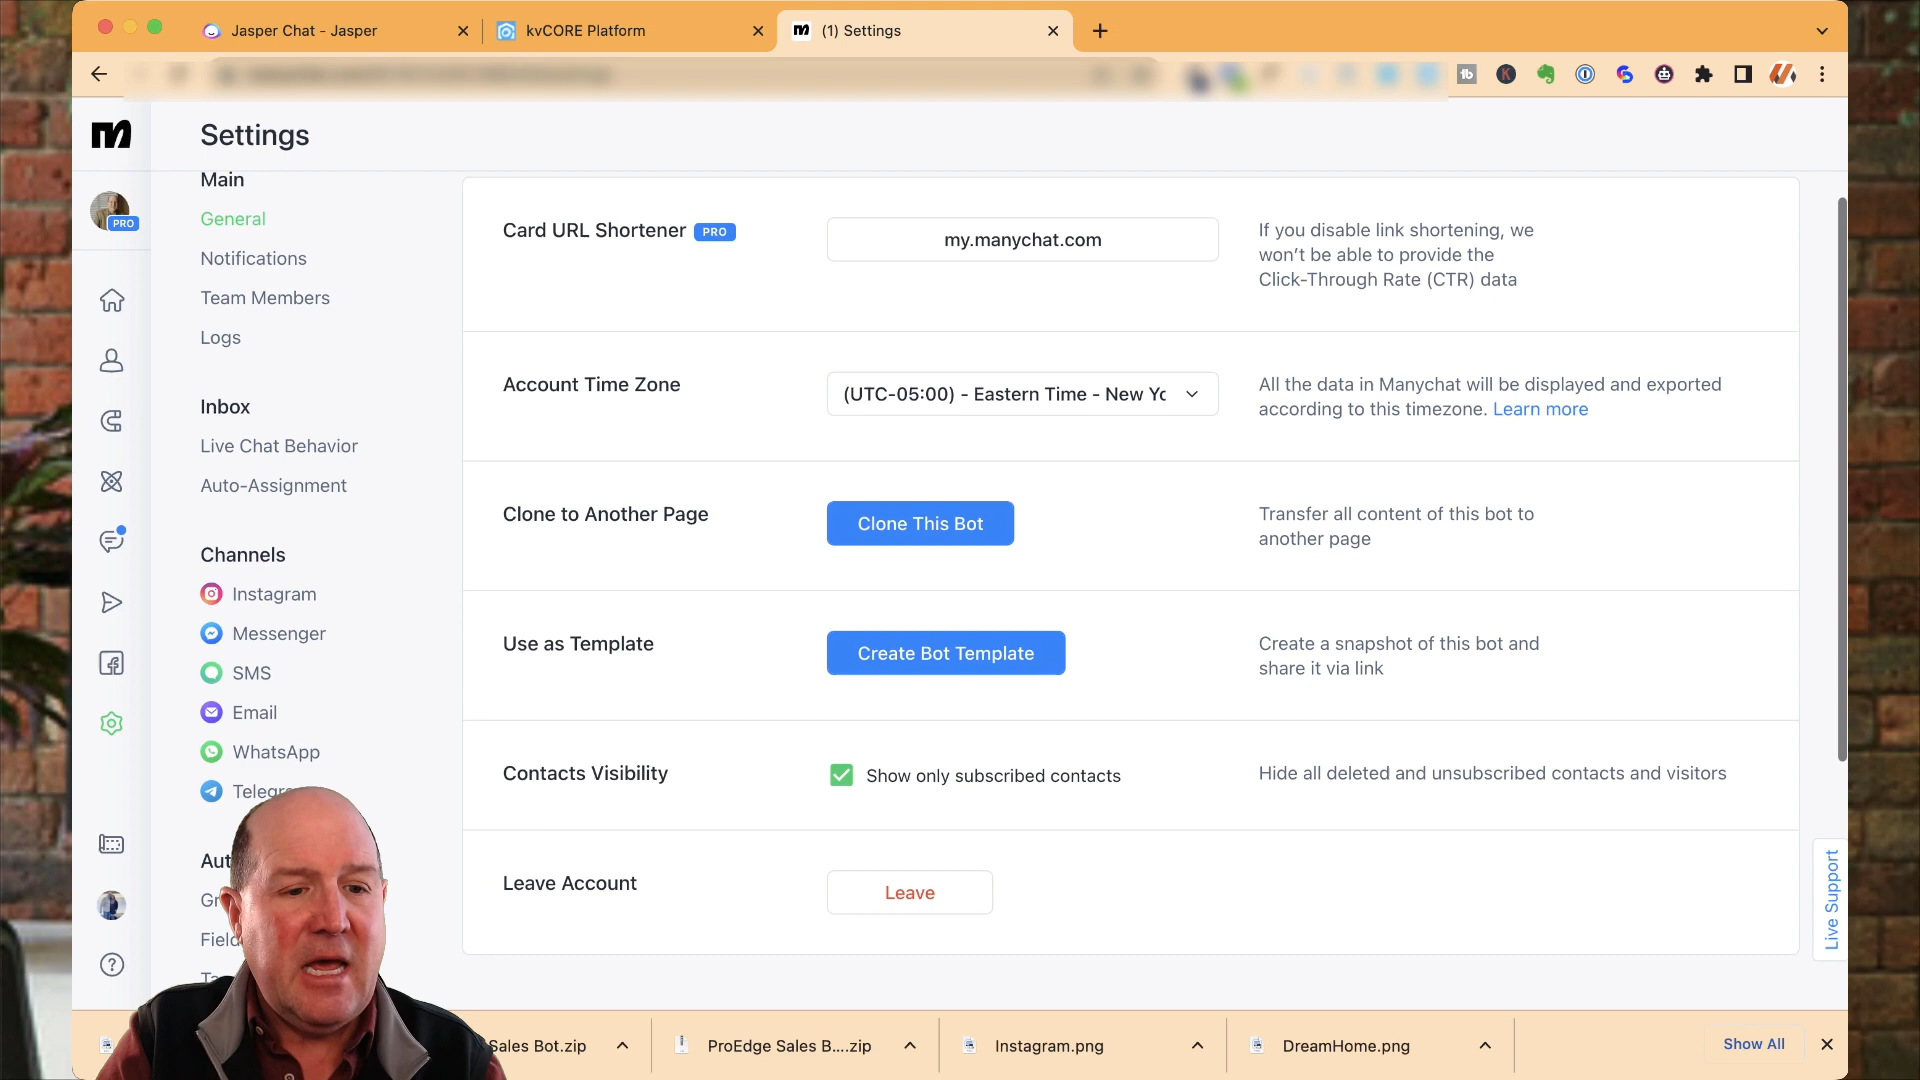 Jasper Chat - Jasper
kvCORE Platform
(1) Settings
Settings
PRO
Main
General
Notifications
Team Members
Logs
Inbox
Live Chat Behavior
Auto-Assignment
Channels
Instagram
Messenger
SMS
Email
WhatsApp
Telegr
Aut
Gr
Field
Ta
Card URL Shortener PRO
my.manychat.com
If you disable link shortening, we
won't be able to provide the
Click-Through Rate (CTR) data
Account Time Zone
(UTC-05:00) - Eastern Time - New Yo
All the data in Manychat will be displayed and exported
according to this timezone. Learn more
Clone to Another Page
Clone This Bot
Transfer all content of this bot to
another page
Use as Template
Create Bot Template
Create a snapshot of this bot and
share it via link
Contacts Visibility
Show only subscribed contacts
Hide all deleted and unsubscribed contacts and visitors
Leave Account
Leave
Live Support
Sales Bot.zip
ProEdge Sales B....zip
Instagram.png
DreamHome.png
Show All